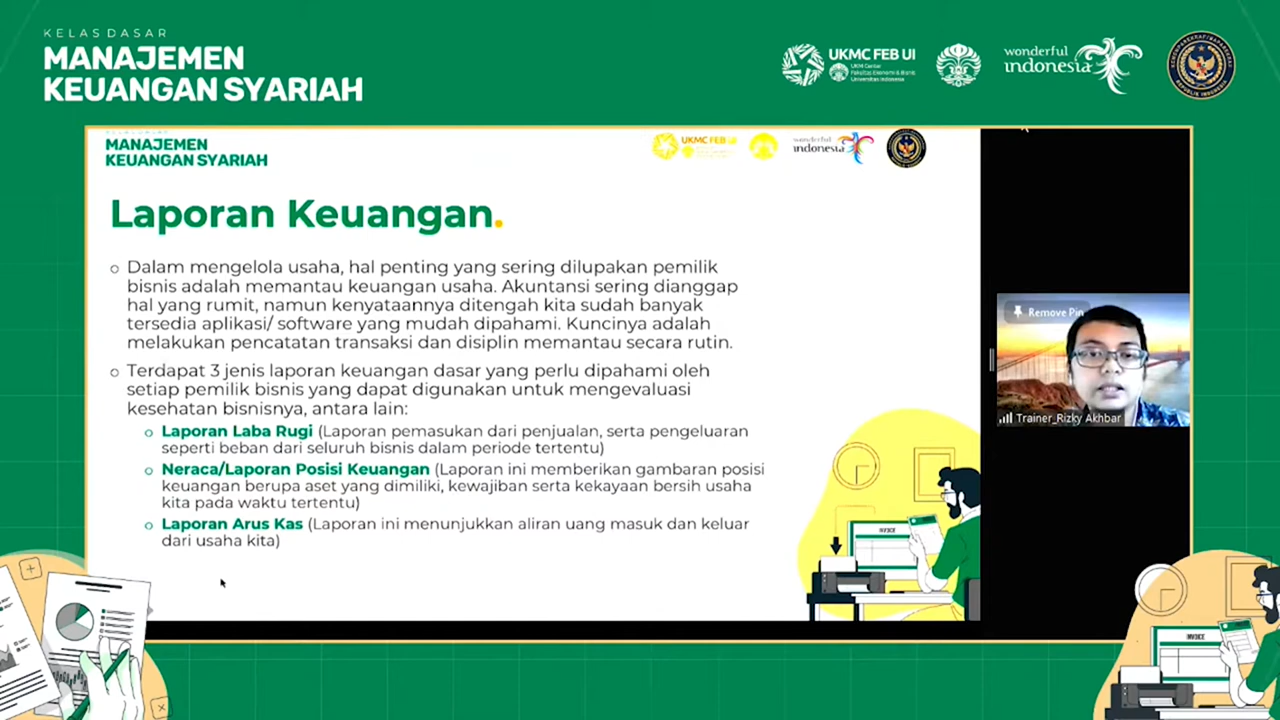 KELAS DASAR
MANAJEMEN
KEUANGAN SYARIAH
UKMC FEB UI
UKM Center
Fakultas Ekonomi & Bisnis
Universitas Indonesia
wonderful
indonesia
MANAJEMEN
KEUANGAN SYARIAH
UKMC FEB UI
wonderful
indonesia
Laporan Keuangan.
Dalam mengelola usaha, hal penting yang sering dilupakan pemilik
bisnis adalah memantau keuangan usaha. Akuntansi sering dianggap
hal yang rumit, namun kenyataannya ditengah kita sudah banyak
tersedia aplikasi/ software yang mudah dipahami. Kuncinya adalah
melakukan pencatatan transaksi dan disiplin memantau secara rutin.
Terdapat 3 jenis laporan keuangan dasar yang perlu dipahami oleh
setiap pemilik bisnis yang dapat digunakan untuk mengevaluasi
kesehatan bisnisnya, antara lain:
Laporan Laba Rugi (Laporan pemasukan dari penjualan, serta pengeluaran
seperti beban dari seluruh bisnis dalam periode tertentu)
Neraca/Laporan Posisi Keuangan (Laporan ini memberikan gambaran posisi
keuangan berupa aset yang dimiliki, kewajiban serta kekayaan bersih usaha
kita pada waktu tertentu)
Laporan Arus Kas (Laporan ini menunjukkan aliran uang masuk dan keluar
dari usaha kita)
Remove Pin
Trainer_Rizky Akhbar
INVOICE
INVOICE